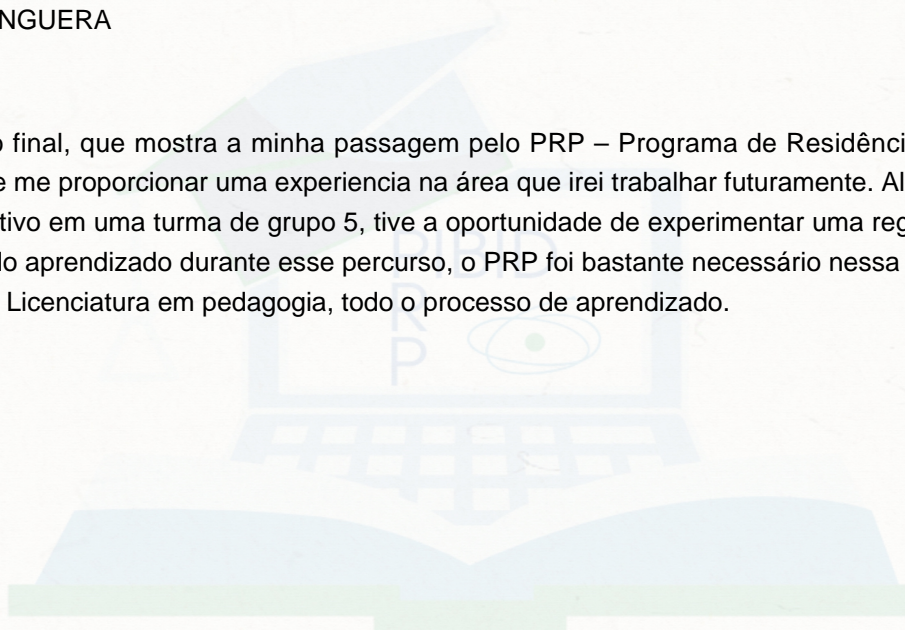 NGUERA
o final, que mostra a minha passagem pelo PRP – Programa de Residênci
e me proporcionar uma experiencia na área que irei trabalhar futuramente. Al
tivo em uma turma de grupo 5, tive a oportunidade de experimentar uma reg
lo aprendizado durante esse percurso, o PRP foi bastante necessário nessa
Licenciatura em pedagogia, todo o processo de aprendizado.
PIBID
R
P